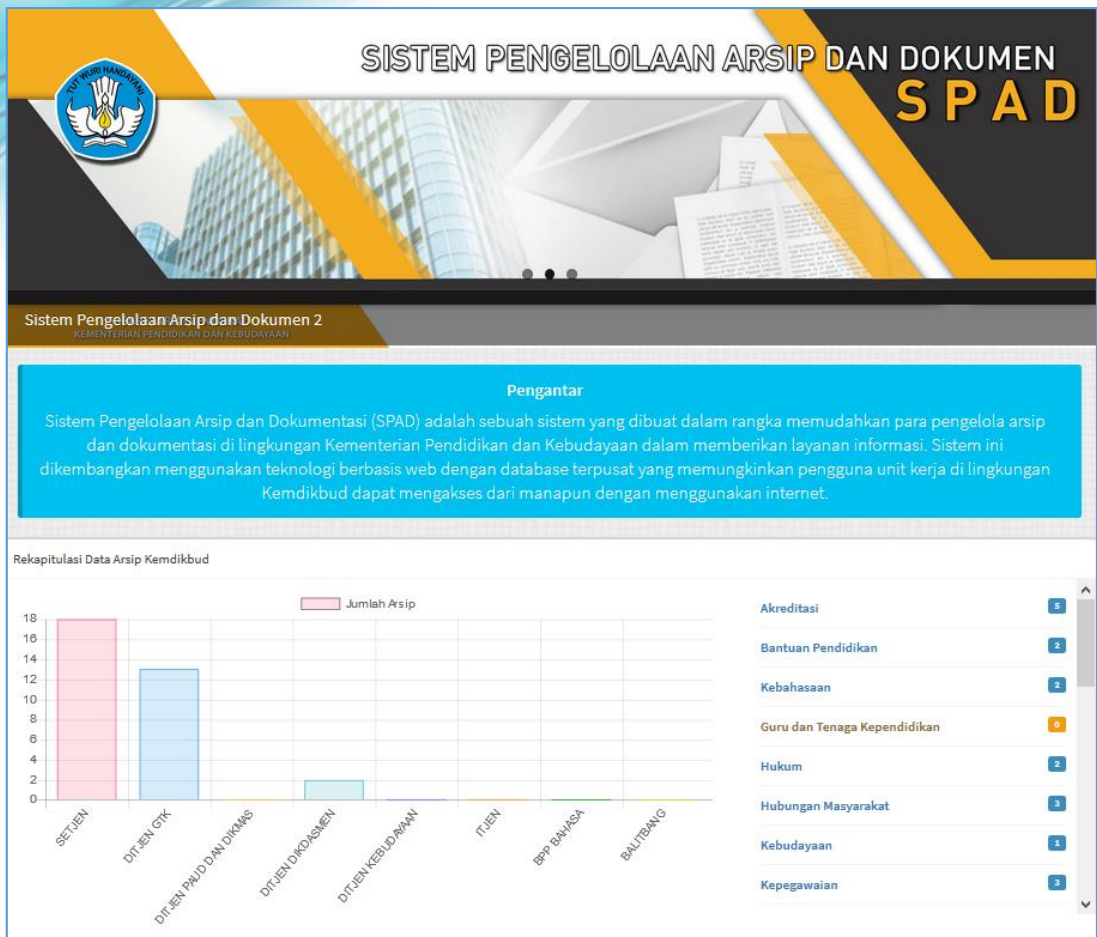 TUT WURI HANDAYANI
SISTEM PENGELOLAAN ARSIP DAN DOKUMEN
SPAD
Sistem Pengelolaan Arsip dan Dokumen 2
KEMENTERIAN PENDIDIKAN DAN KEBUDAYAAN
Pengantar
Sistem Pengelolaan Arsip dan Dokumentasi (SPAD) adalah sebuah sistem yang dibuat dalam rangka memudahkan para pengelola arsip
dan dokumentasi di lingkungan Kementerian Pendidikan dan Kebudayaan dalam memberikan layanan informasi. Sistem ini
dikembangkan menggunakan teknologi berbasis web dengan database terpusat yang memungkinkan pengguna unit kerja di lingkungan
Kemdikbud dapat mengakses dari manapun dengan menggunakan internet.
Rekapitulasi Data Arsip Kemdikbud
Jumlah Arsip
18
16
14
12
10
8
6
4
2
0
SETJEN
DITJEN GTK
DITJEN PAUD DAN DIKMAS
DITJEN DIKDASMEN
DITJEN KEBUDAYAAN
ITJEN
BPP BAHASA
BALITBANG
Akreditasi 5
Bantuan Pendidikan 2
Kebahasaan 2
Guru dan Tenaga Kependidikan 0
Hukum 2
Hubungan Masyarakat 3
Kebudayaan 1
Kepegawaian 3